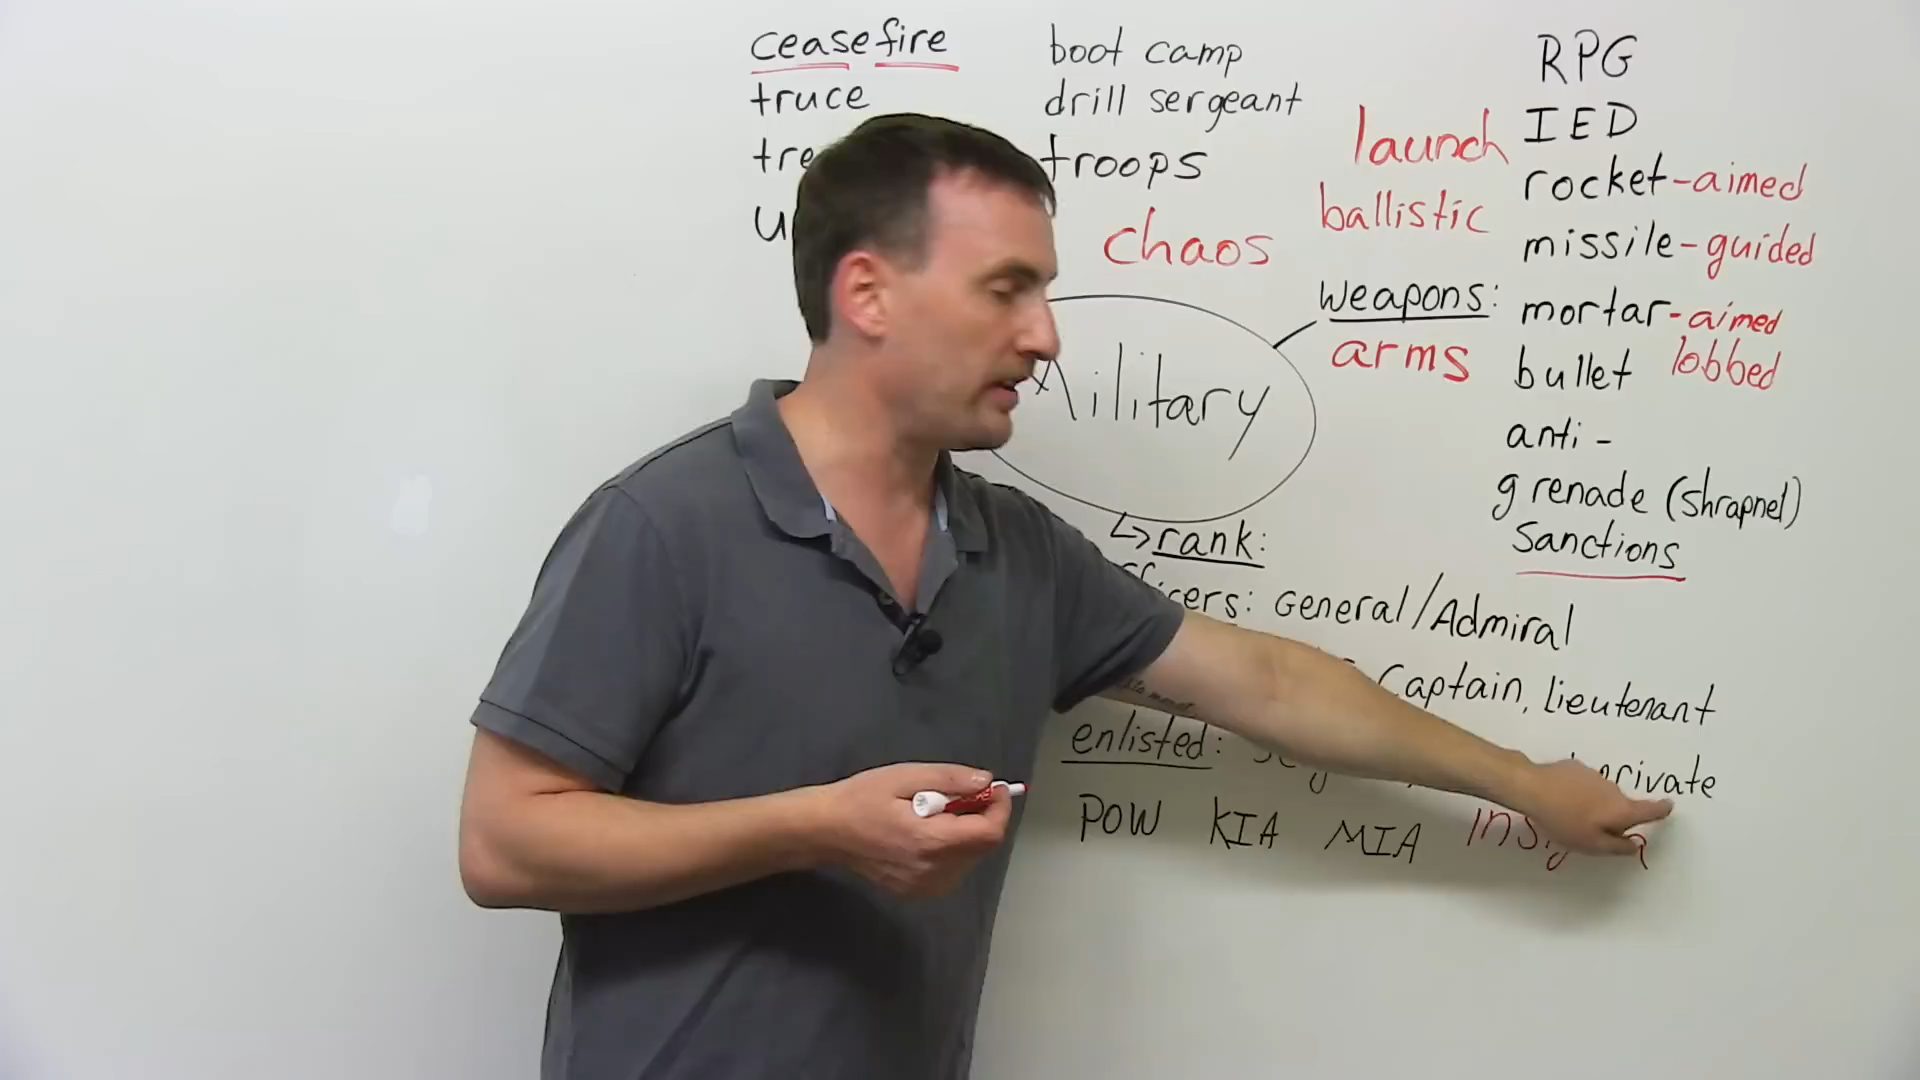 ceasefire
truce
boot camp
drill sergeant
troops
chaos
launch
ballistic
RPG
IED
rocket-aimed
missile-guided
weapons:
arms
mortar-aimed
lobbed
bullet
anti-
grenade (shrapnel)
Sanctions
Military
↳ rank:
General/Admiral
Captain, lieutenant
enlisted:
private
POW KIA MIA